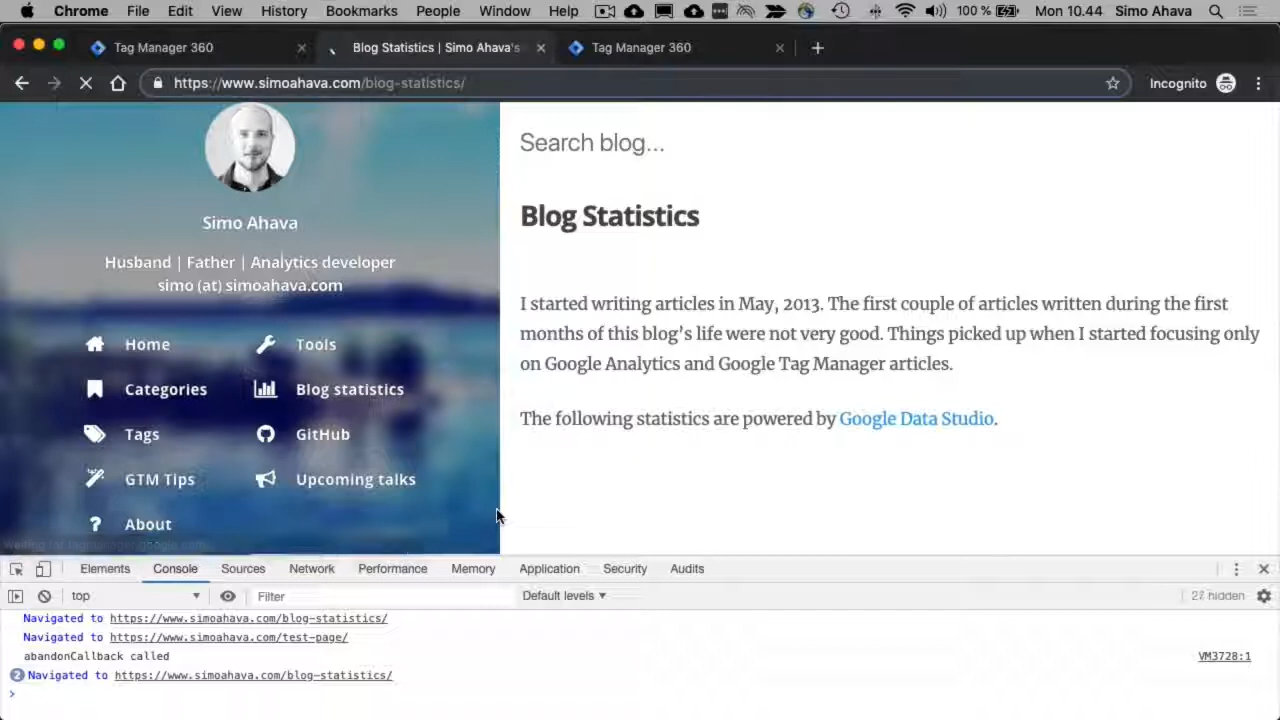 Chrome File Edit View History Bookmarks People Window Help 100 % Mon 10.44 Simo Ahava
Tag Manager 360
Blog Statistics | Simo Ahava's
Tag Manager 360
https://www.simoahava.com/blog-statistics/
Incognito
Simo Ahava
Husband | Father | Analytics developer
simo (at) simoahava.com
Home
Tools
Categories
Blog statistics
Tags
GitHub
GTM Tips
Upcoming talks
? About
Search blog...
Blog Statistics
I started writing articles in May, 2013. The first couple of articles written during the first
months of this blog's life were not very good. Things picked up when I started focusing only
on Google Analytics and Google Tag Manager articles.
The following statistics are powered by Google Data Studio.
Elements Console Sources Network Performance Memory Application Security Audits
top Filter Default levels 27 hidden
Navigated to https://www.simoahava.com/blog-statistics/
Navigated to https://www.simoahava.com/test-page/
abandonCallback called VM3728:1
2 Navigated to https://www.simoahava.com/blog-statistics/
>